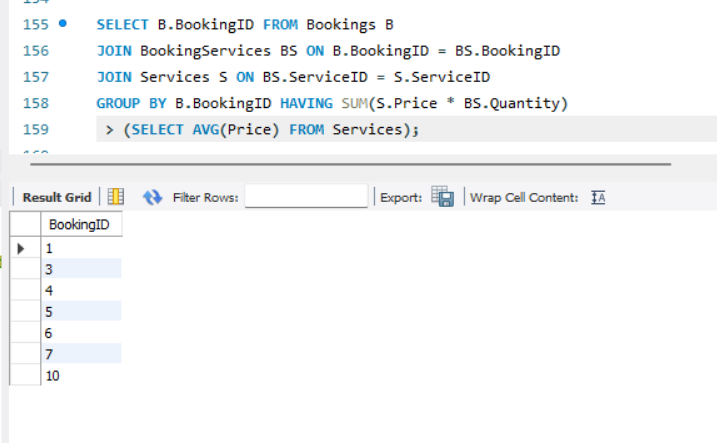 155 SELECT B.BookingID FROM Bookings B
156 JOIN BookingServices BS ON B.BookingID = BS.BookingID
157 JOIN Services S ON BS.ServiceID = S.ServiceID
158 GROUP BY B.BookingID HAVING SUM(S.Price * BS.Quantity)
159 > (SELECT AVG(Price) FROM Services);
Result Grid Filter Rows: Export: Wrap Cell Content:
BookingID
1
3
4
5
6
7
10